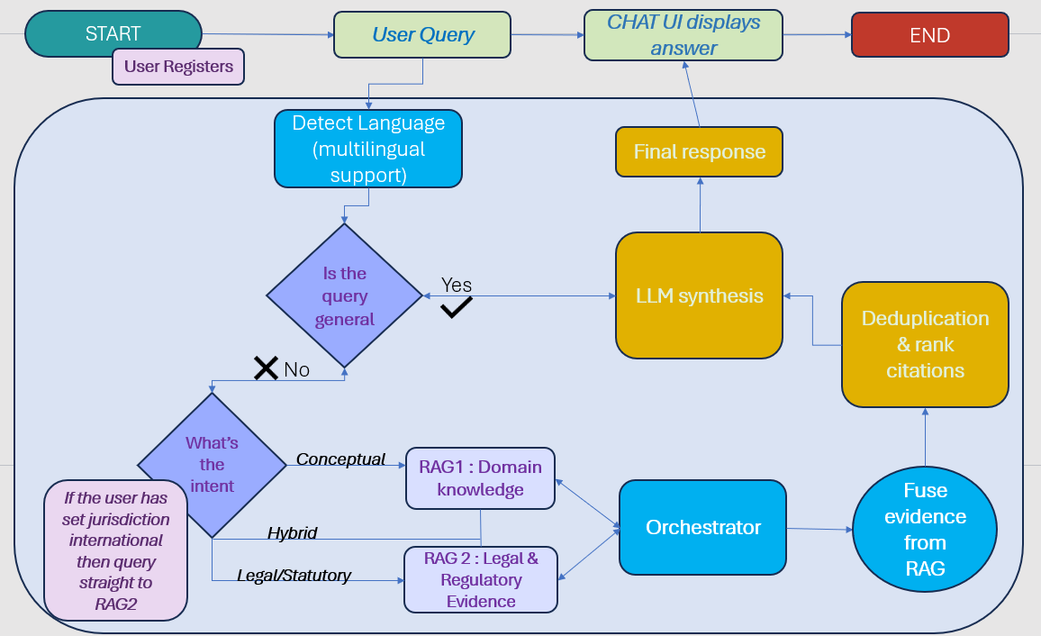 START
User Registers
User Query
CHAT UI displays
answer
END
Detect Language
(multilingual
support)
Final response
Is the
query
general
Yes
LLM synthesis
Deduplication
& rank
citations
No
What's
the
intent
Conceptual
RAG1 : Domain
knowledge
If the user has
set jurisdiction
international
then query
straight to
RAG2
Hybrid
Legal/Statutory
RAG 2 : Legal &
Regulatory
Evidence
Orchestrator
Fuse
evidence
from
RAG